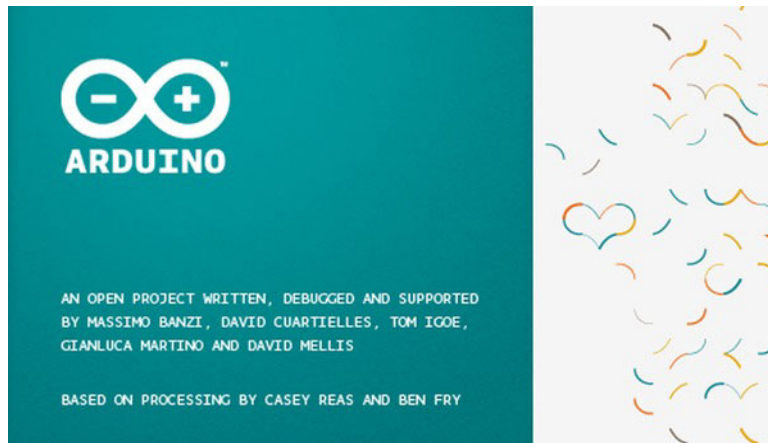 ARDUINO
AN OPEN PROJECT WRITTEN, DEBUGGED AND SUPPORTED
BY MASSIMO BANZI, DAVID CUARTIELLES, TOM IGOE,
GIANLUCA MARTINO AND DAVID MELLIS
BASED ON PROCESSING BY CASEY REAS AND BEN FRY